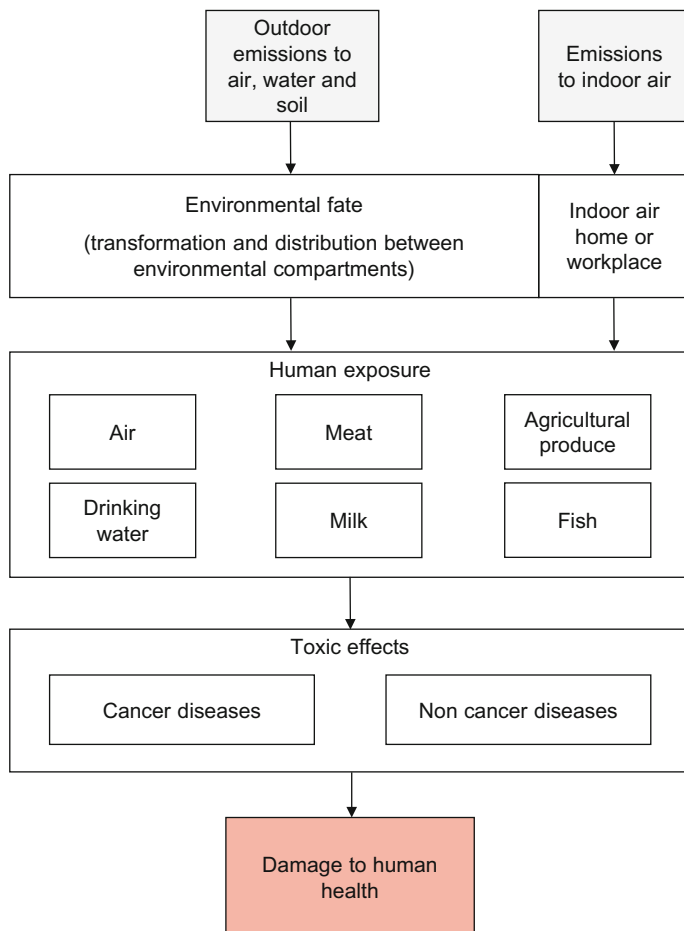 Outdoor
emissions to
air, water and
soil
Emissions
to indoor air
Environmental fate
(transformation and distribution between
environmental compartments)
Indoor air
home or
workplace
Human exposure
Air
Meat
Agricultural
produce
Drinking
water
Milk
Fish
Toxic effects
Cancer diseases
Non cancer diseases
Damage to human
health